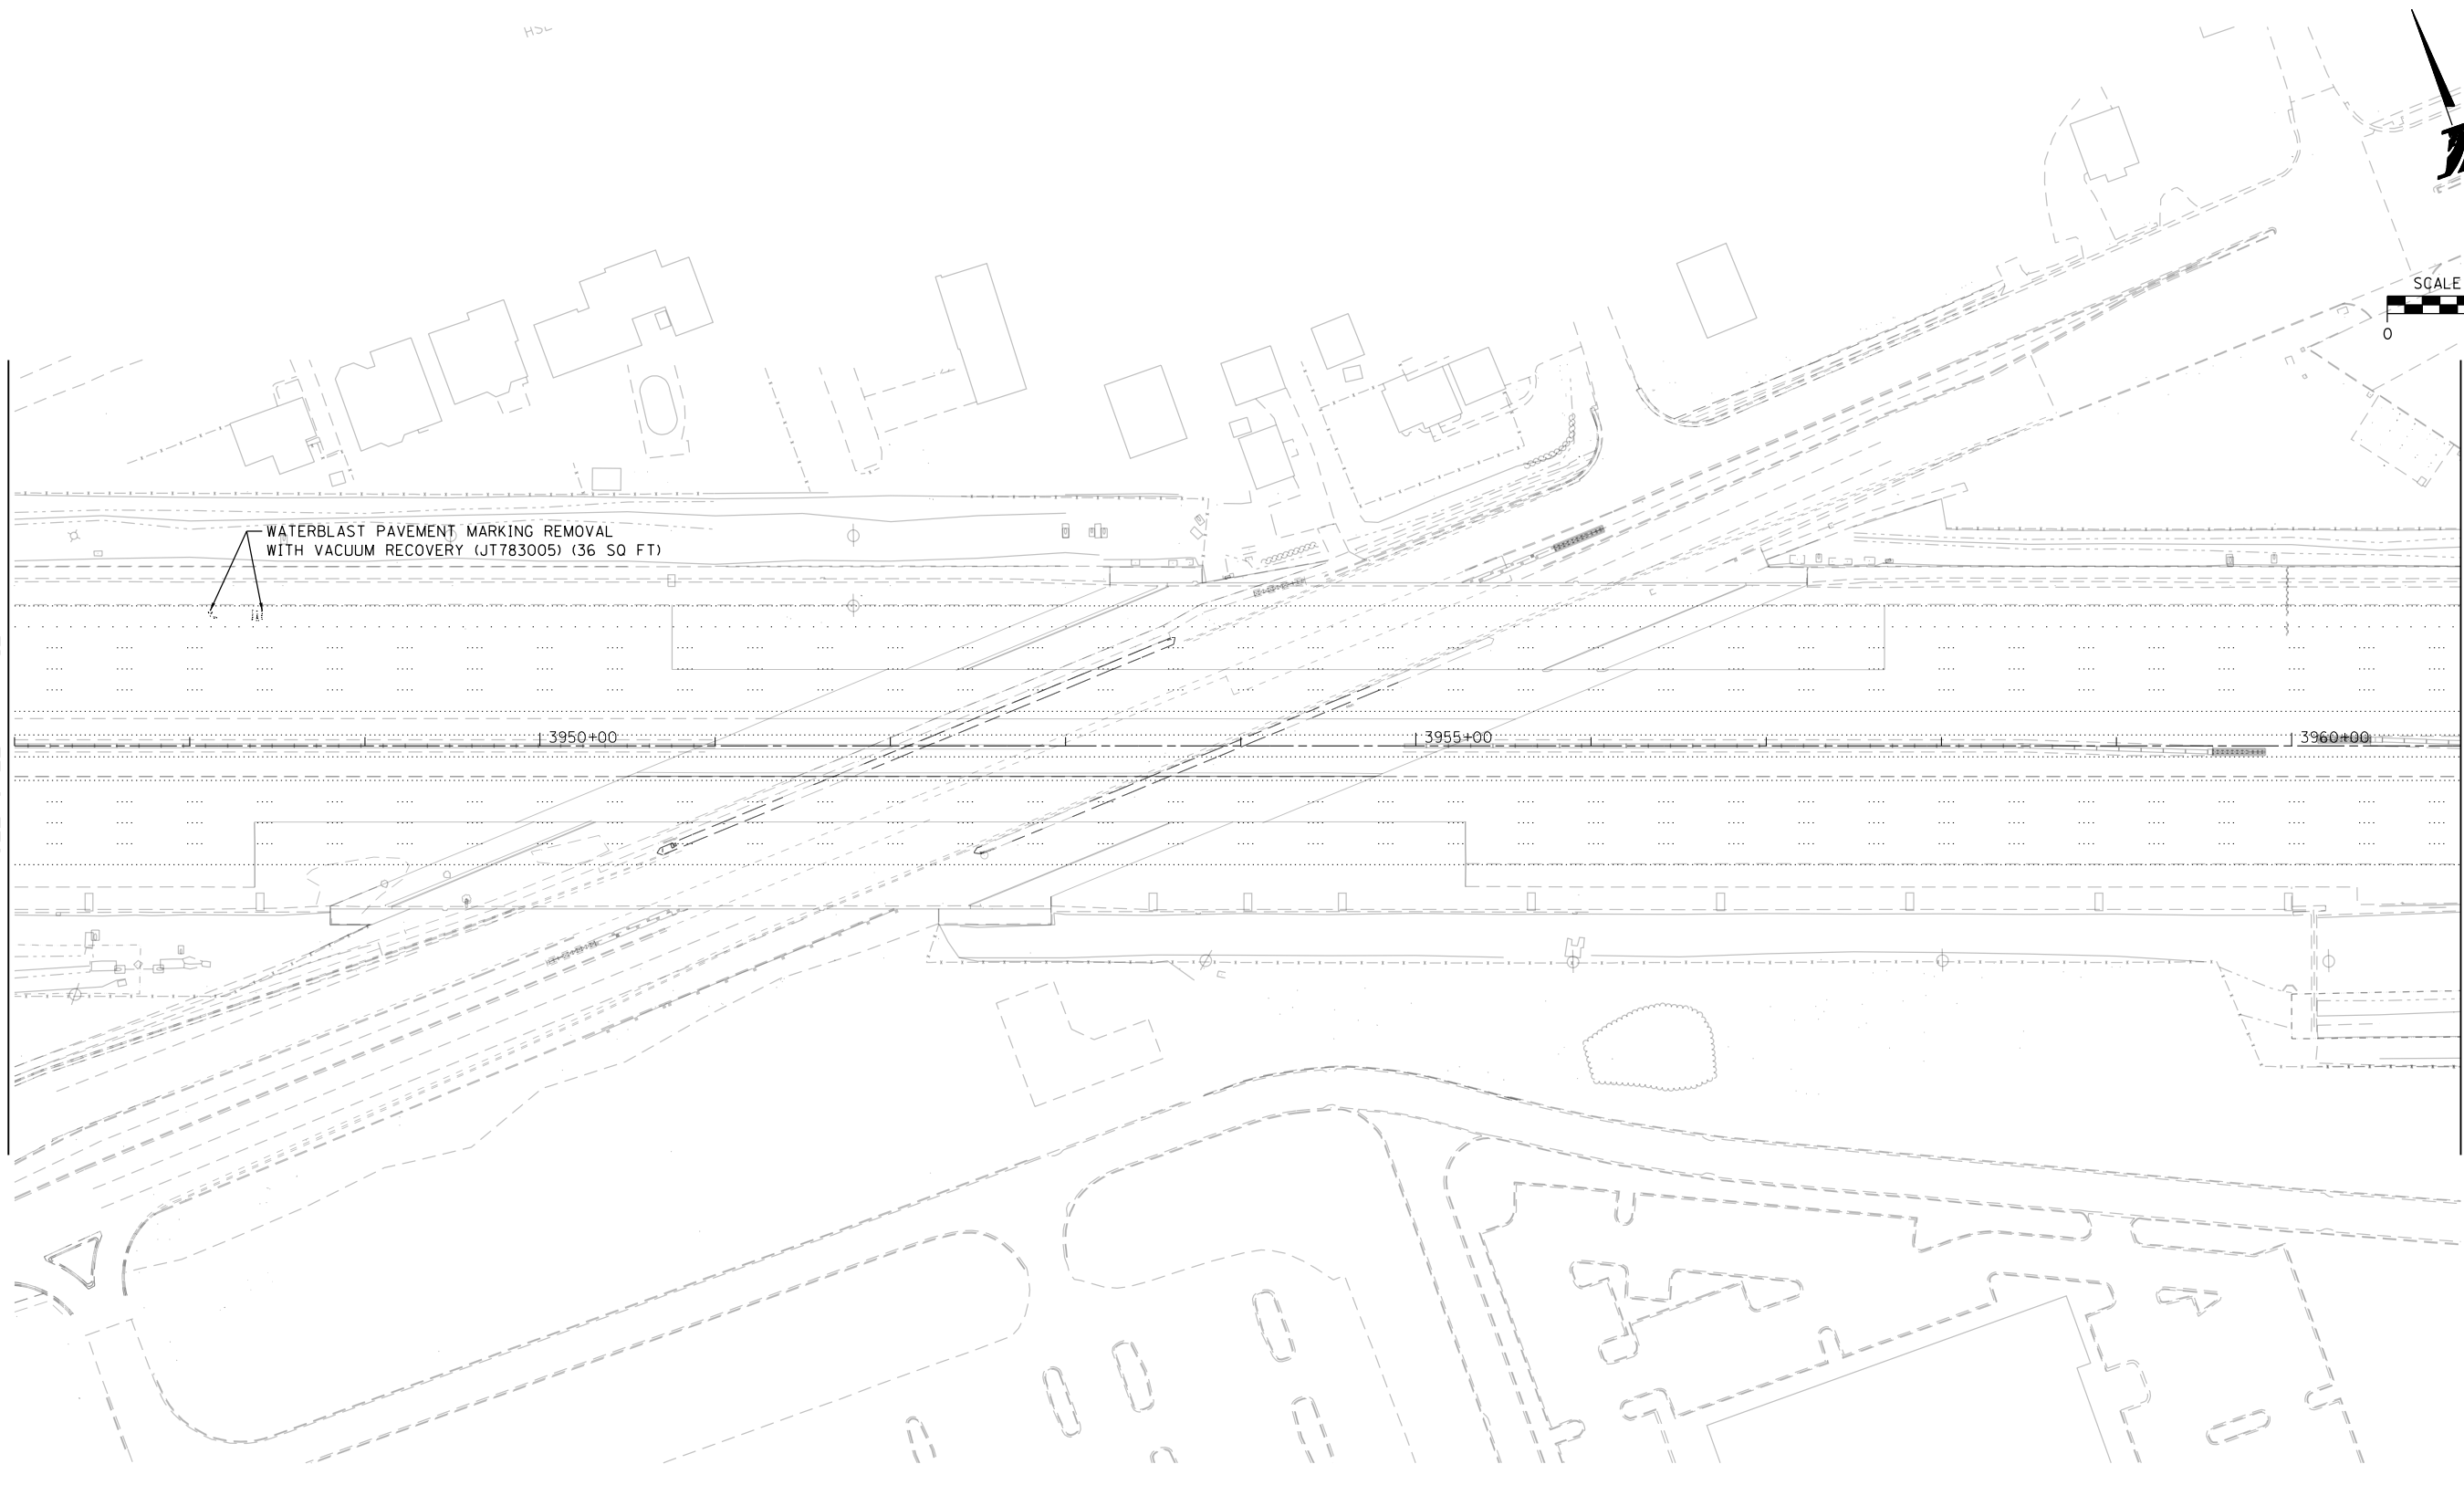 HSE
SCALE
0
WATERBLAST PAVEMENT MARKING REMOVAL
WITH VACUUM RECOVERY (JT783005) (36 SQ FT)
3950+00
3955+00
3960+00